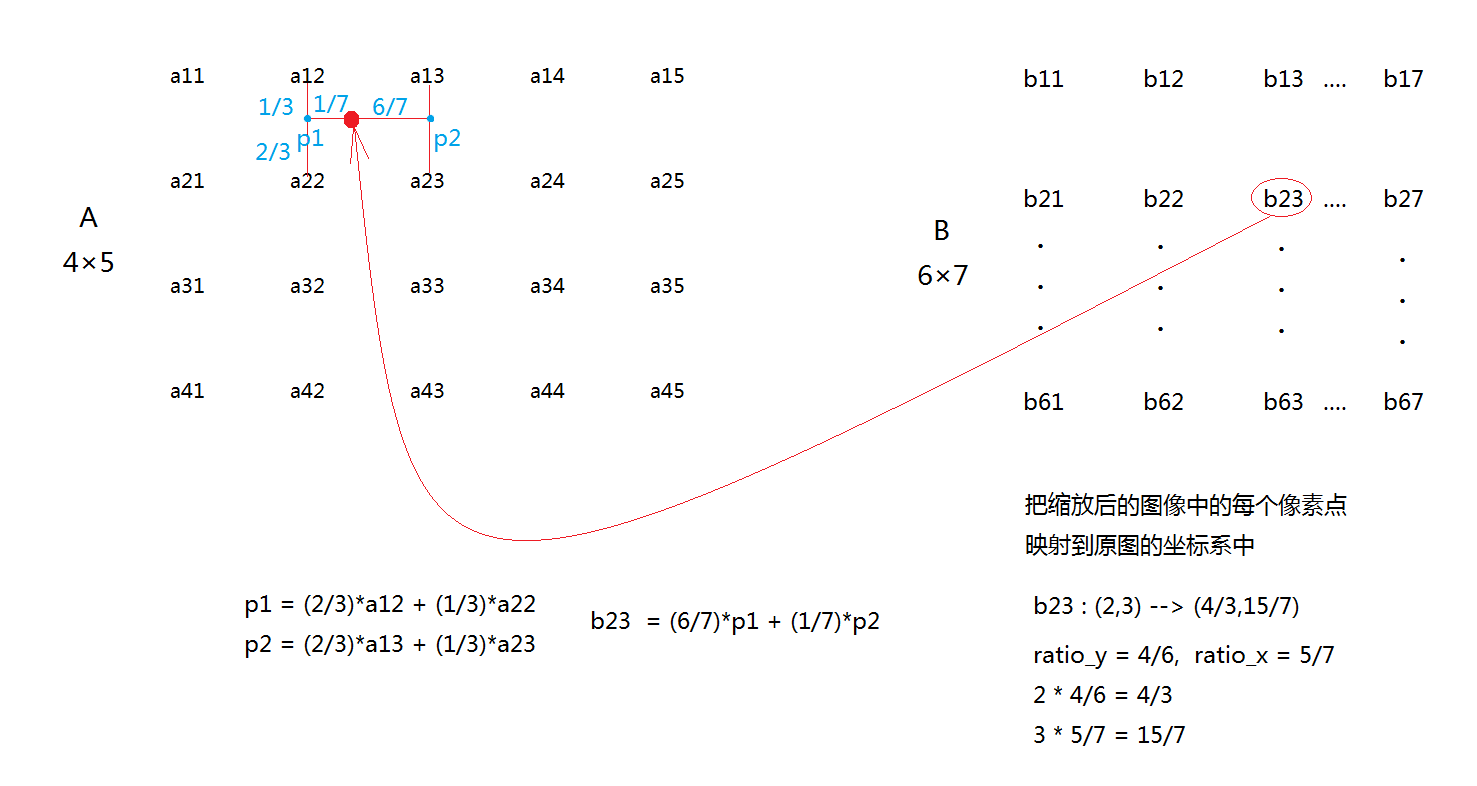 a11 a12 a13 a14 a15
1/3 1/7 6/7
p1 p2
2/3
a21 a22 a23 a24 a25
A
4×5
a31 a32 a33 a34 a35
a41 a42 a43 a44 a45
b11 b12 b13 .... b17
b21 b22 b23 .... b27
B
6×7
b61 b62 b63 .... b67
把缩放后的图像中的每个像素点
映射到原图的坐标系中
p1 = (2/3)*a12 + (1/3)*a22
p2 = (2/3)*a13 + (1/3)*a23
b23 = (6/7)*p1 + (1/7)*p2
b23 : (2,3) --> (4/3,15/7)
ratio_y = 4/6, ratio_x = 5/7
2 * 4/6 = 4/3
3 * 5/7 = 15/7